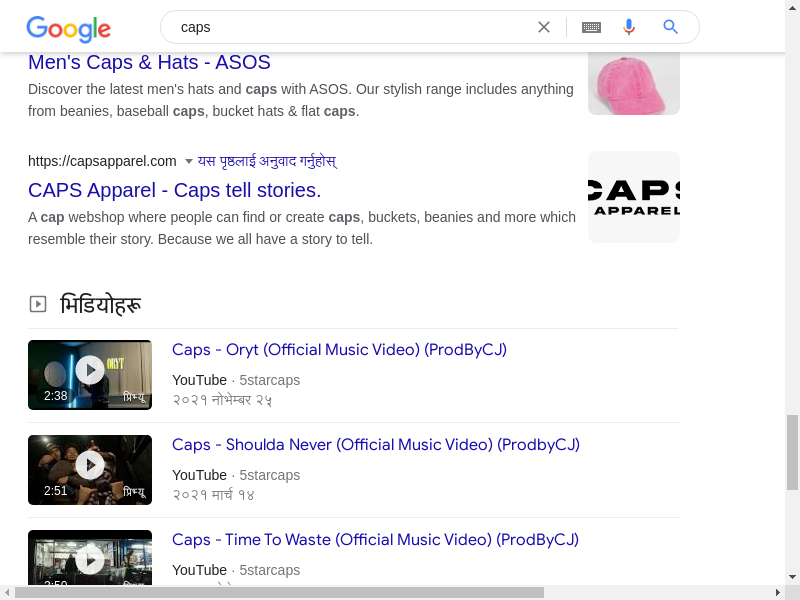 Google
caps
Men's Caps & Hats - ASOS
Discover the latest men's hats and caps with ASOS. Our stylish range includes anything
from beanies, baseball caps, bucket hats & flat caps.
https://capsapparel.com यस पृष्ठलाई अनुवाद गर्नुहोस्
CAPS Apparel - Caps tell stories.
A cap webshop where people can find or create caps, buckets, beanies and more which
resemble their story. Because we all have a story to tell.
CAPS
APPAREL
भिडियोहरू
Caps - Oryt (Official Music Video) (ProdByCJ)
YouTube · 5starcaps
२०२१ नोभेम्बर २५
ORYT
2:38 प्रिभ्यू
Caps - Shoulda Never (Official Music Video) (ProdbyCJ)
YouTube · 5starcaps
२०२१ मार्च १४
2:51 प्रिभ्यू
Caps - Time To Waste (Official Music Video) (ProdByCJ)
YouTube · 5starcaps